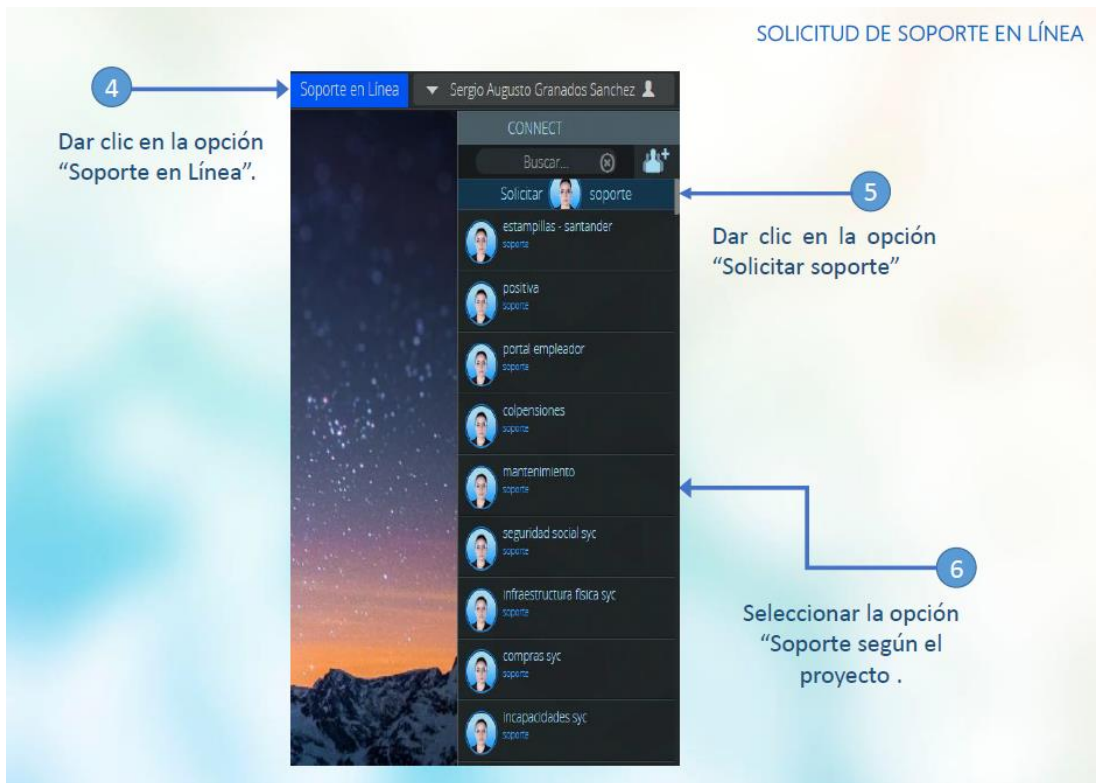 SOLICITUD DE SOPORTE EN LÍNEA
4
Dar clic en la opción
“Soporte en Línea”.
Soporte en Línea
Sergio Augusto Granados Sanchez
CONNECT
Buscar...
Solicitar soporte
estampillas - santander
soporte
positiva
soporte
portal empleador
soporte
colpensiones
soporte
mantenimiento
soporte
seguridad social syc
soporte
infraestructura física syc
soporte
compras syc
soporte
incapacidades syc
soporte
5
Dar clic en la opción
“Solicitar soporte”
6
Seleccionar la opción
“Soporte según el
proyecto .